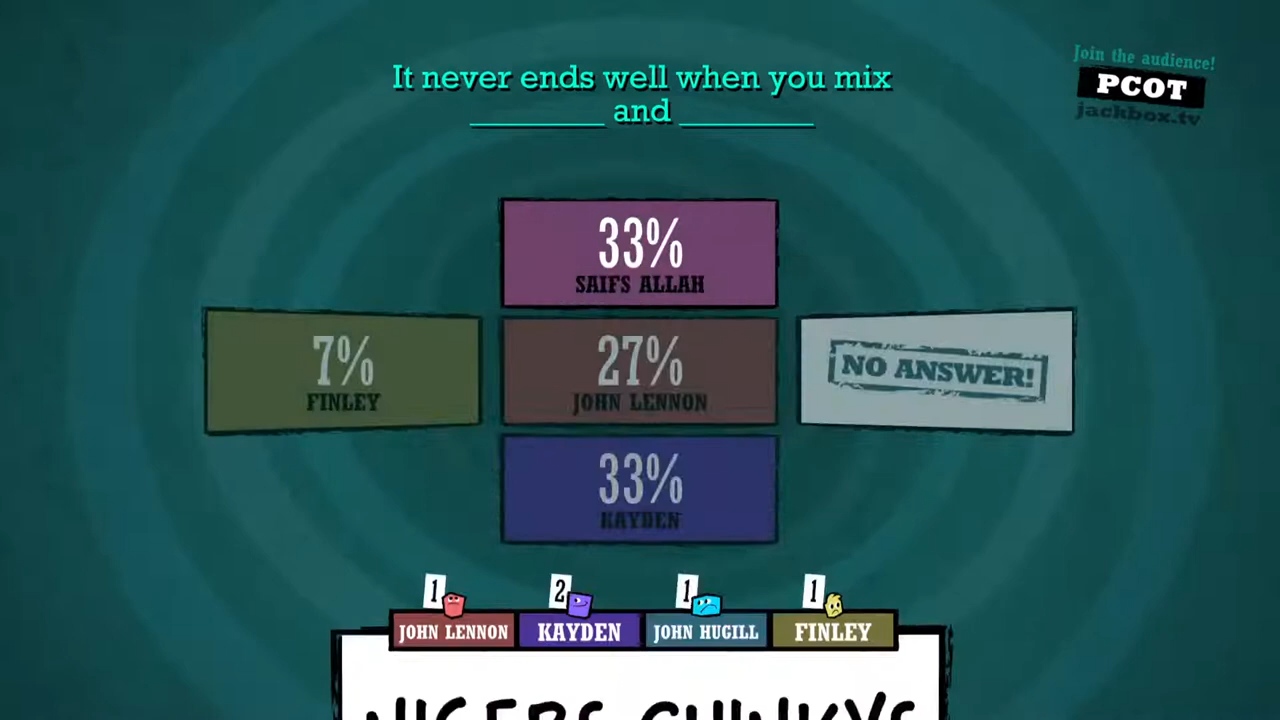 It never ends well when you mix
_________ and _________
Join the audience!
PCOT
jackbox.tv
33%
SAIFS ALLAH
7%
FINLEY
27%
JOHN LENNON
NO ANSWER!
33%
KAYDEN
1 2 1 1
JOHN LENNON KAYDEN JOHN HUGILL FINLEY